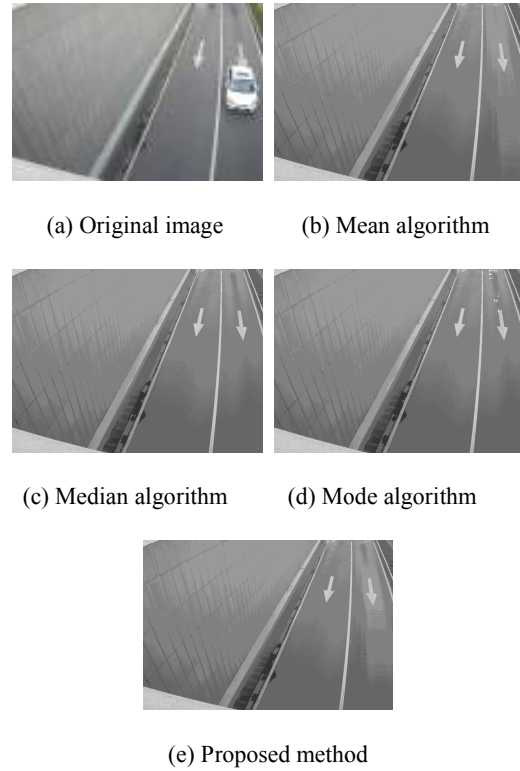 (a) Original image
(b) Mean algorithm
(c) Median algorithm
(d) Mode algorithm
(e) Proposed method